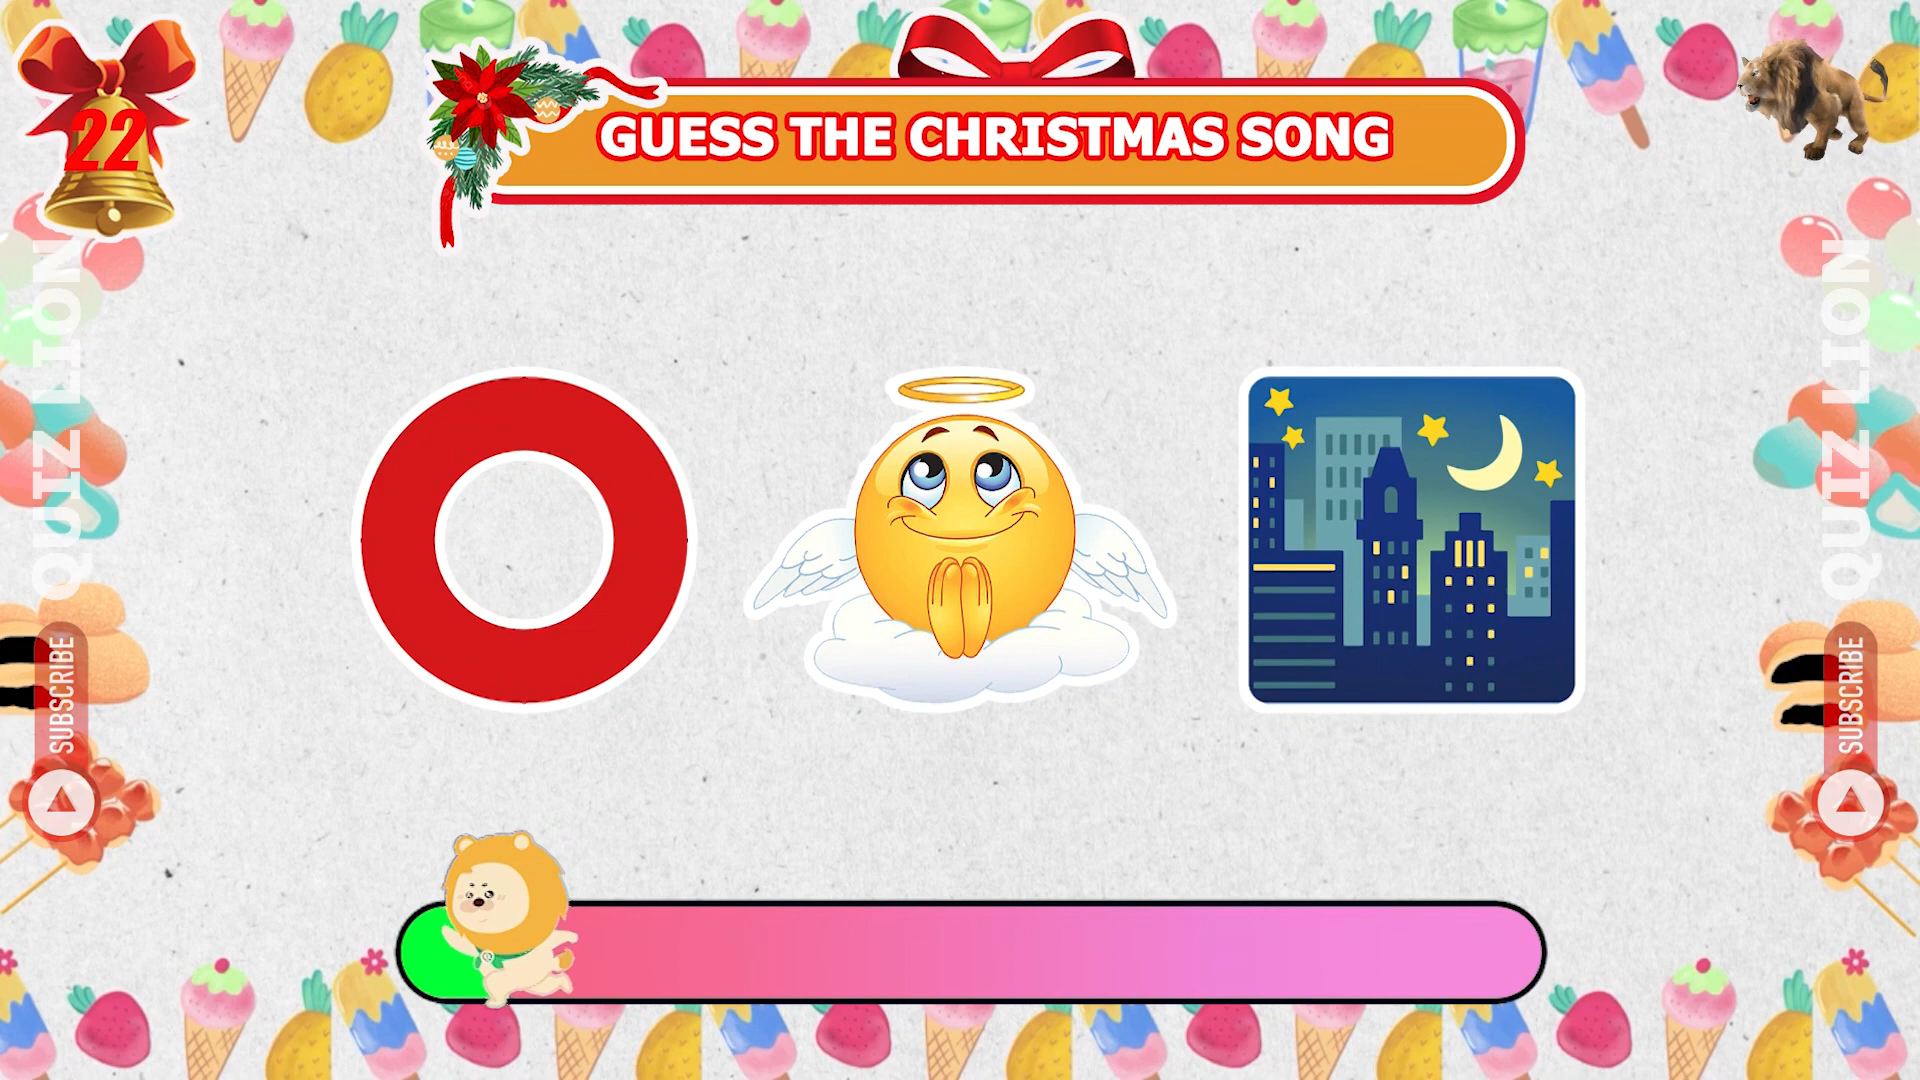 22
GUESS THE CHRISTMAS SONG
QUIZ LION
QUIZ LION
SUBSCRIBE
SUBSCRIBE